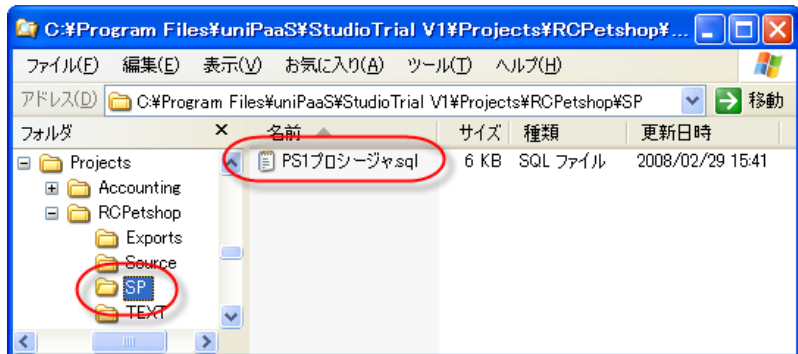 C:¥Program Files¥uniPaaS¥StudioTrial V1¥Projects¥RCPetshop¥...
ファイル(F) 編集(E) 表示(V) お気に入り(A) ツール(T) ヘルプ(H)
アドレス(D) C:¥Program Files¥uniPaaS¥StudioTrial V1¥Projects¥RCPetshop¥SP 移動
フォルダ × 名前 サイズ 種類 更新日時
Projects PS1プロシージャ.sql 6 KB SQL ファイル 2008/02/29 15:41
Accounting
RCPetshop
Exports
Source
SP
TEXT